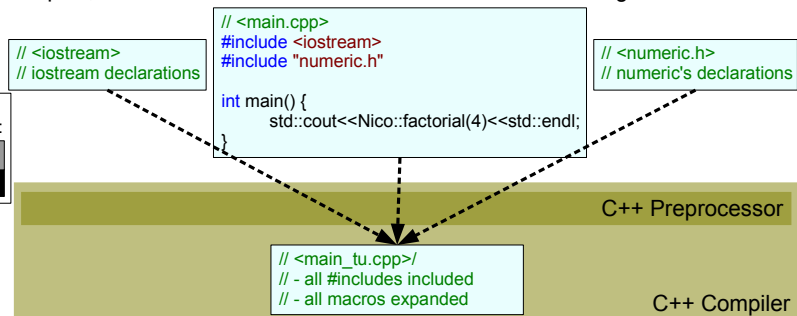 // <main.cpp>
#include <iostream>
#include "numeric.h"
int main() {
std::cout<<Nico::factorial(4)<<std::endl;
}
// <iostream>
// iostream declarations
// <numeric.h>
// numeric's declarations
C++ Preprocessor
// <main_tu.cpp>/
// - all #includes included
// - all macros expanded
C++ Compiler